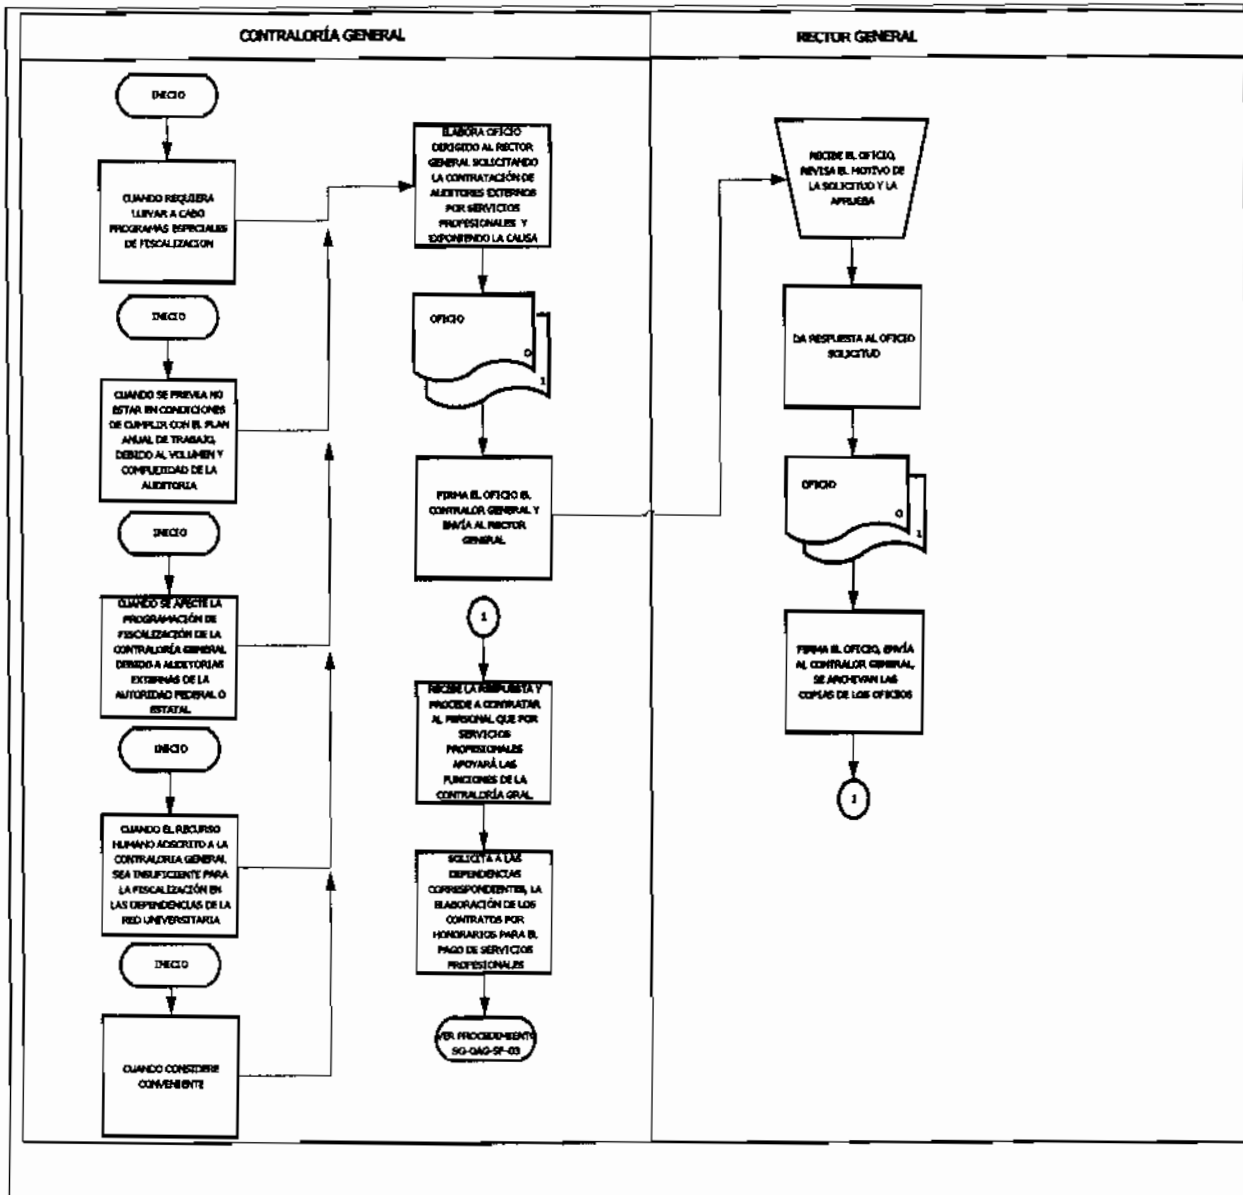 CONTRALORÍA GENERAL
RECTOR GENERAL
INICIO
CUANDO REQUIERA
LLEVAR A CABO
PROGRAMAS ESPECIALES
DE FISCALIZACION
INICIO
CUANDO SE PREVEA NO
ESTAR EN CONDICIONES
DE CUMPLIR CON EL PLAN
ANUAL DE TRABAJO,
DEBIDO AL VOLUMEN Y
COMPLEJIDAD DE LA
AUDITORIA
INICIO
CUANDO SE AFECTE LA
PROGRAMACIÓN DE
FISCALIZACIÓN DE LA
CONTRALORÍA GENERAL
DEBIDO A AUDITORIAS
EXTERNAS DE LA
AUTORIDAD FEDERAL O
ESTATAL
INICIO
CUANDO EL RECURSO
HUMANO ADSCRITO A LA
CONTRALORIA GENERAL
SEA INSUFICIENTE PARA
LA FISCALIZACIÓN EN
LAS DEPENDENCIAS DE LA
RED UNIVERSITARIA
INICIO
CUANDO CONSIDERE
CONVENIENTE
ELABORA OFICIO
DIRIGIDO AL RECTOR
GENERAL SOLICITANDO
LA CONTRATACIÓN DE
AUDITORES EXTERNOS
POR SERVICIOS
PROFESIONALES Y
EXPONIENDO LA CAUSA
OFICIO
O
1
FIRMA EL OFICIO EL
CONTRALOR GENERAL Y
ENVÍA AL RECTOR
GENERAL
1
RECIBE LA RESPUESTA Y
PROCEDE A CONTRATAR
AL PERSONAL QUE POR
SERVICIOS
PROFESIONALES
APOYARÁ LAS
FUNCIONES DE LA
CONTRALORÍA GRAL.
SOLICITA A LAS
DEPENDENCIAS
CORRESPONDIENTES, LA
ELABORACIÓN DE LOS
CONTRATOS POR
HONORARIOS PARA EL
PAGO DE SERVICIOS
PROFESIONALES
VER PROCEDIMIENTO
SG-OAG-SP-03
RECIBE EL OFICIO,
REVISA EL MOTIVO DE
LA SOLICITUD Y LA
APRUEBA
DA RESPUESTA AL OFICIO
SOLICITUD
OFICIO
O
1
FIRMA EL OFICIO, ENVÍA
AL CONTRALOR GENERAL,
SE ARCHIVAN LAS
COPIAS DE LOS OFICIOS
1